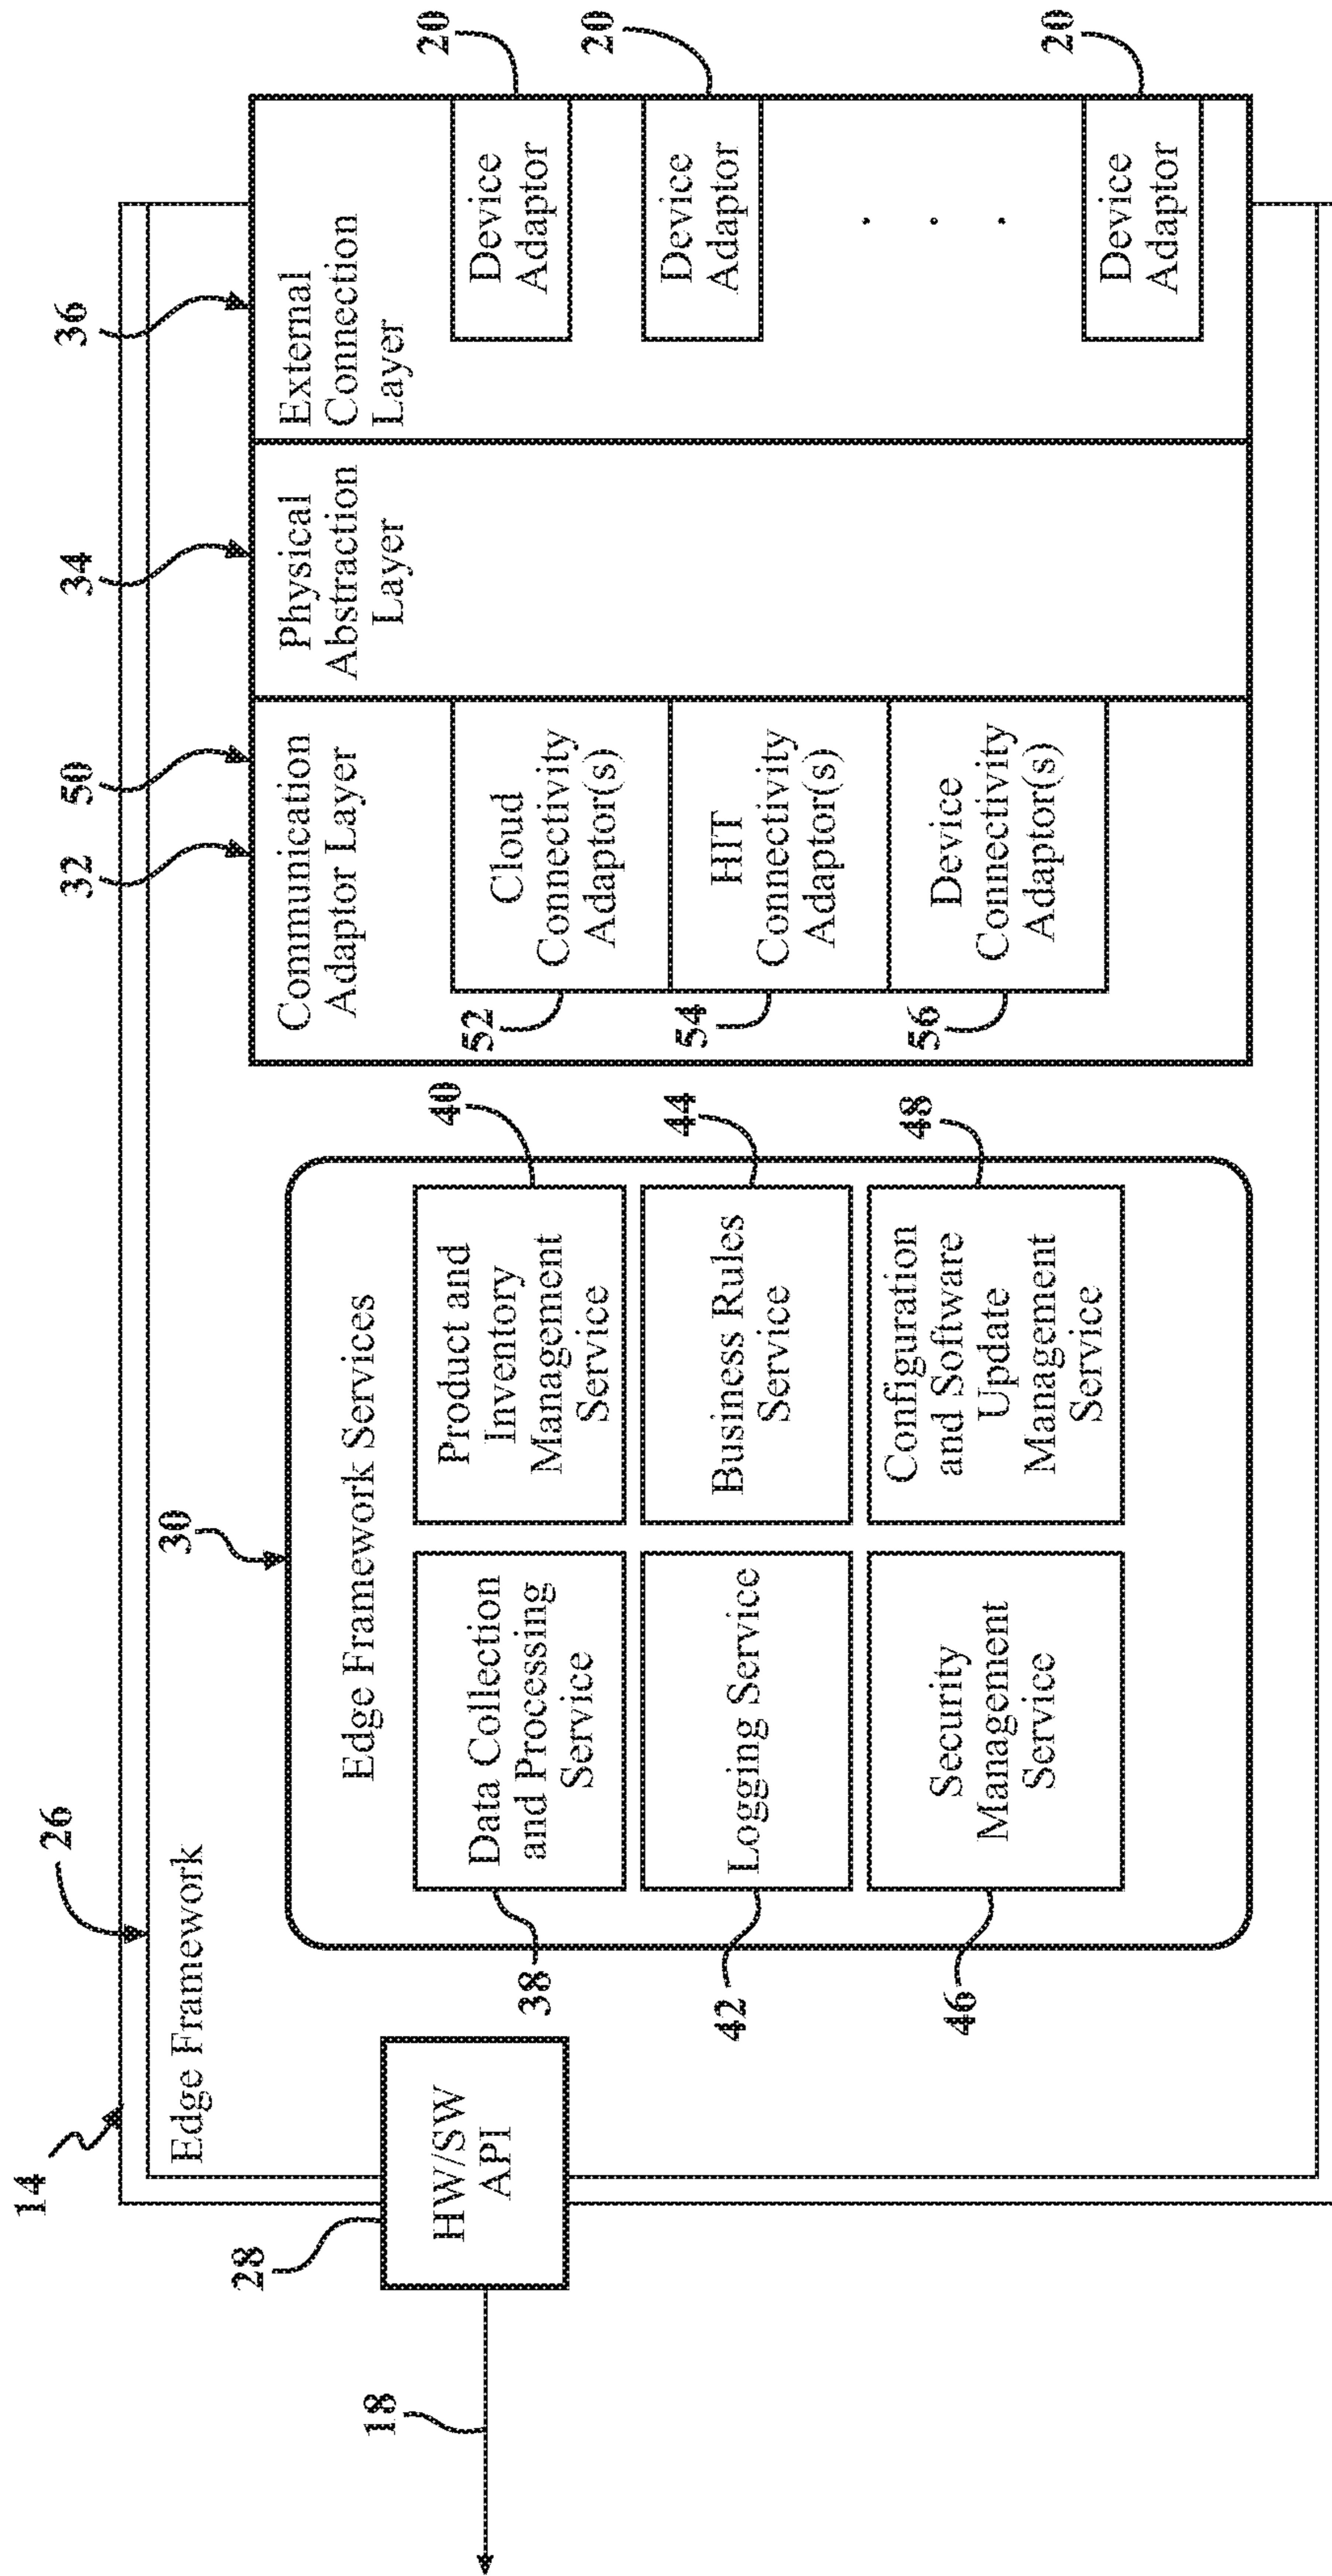 14
26
Edge Framework
28
HW/SW
API
18
30
Edge Framework Services
Data Collection
and Processing
Service
38
Product and
Inventory
Management
Service
40
Logging Service
42
Business Rules
Service
44
Security
Management
Service
46
Configuration
and Software
Update
Management
Service
48
32
50
Communication
Adaptor Layer
52
Cloud
Connectivity
Adaptor(s)
54
HIT
Connectivity
Adaptor(s)
56
Device
Connectivity
Adaptor(s)
34
Physical
Abstraction
Layer
36
External
Connection
Layer
Device
Adaptor
20
Device
Adaptor
20
. . .
Device
Adaptor
20